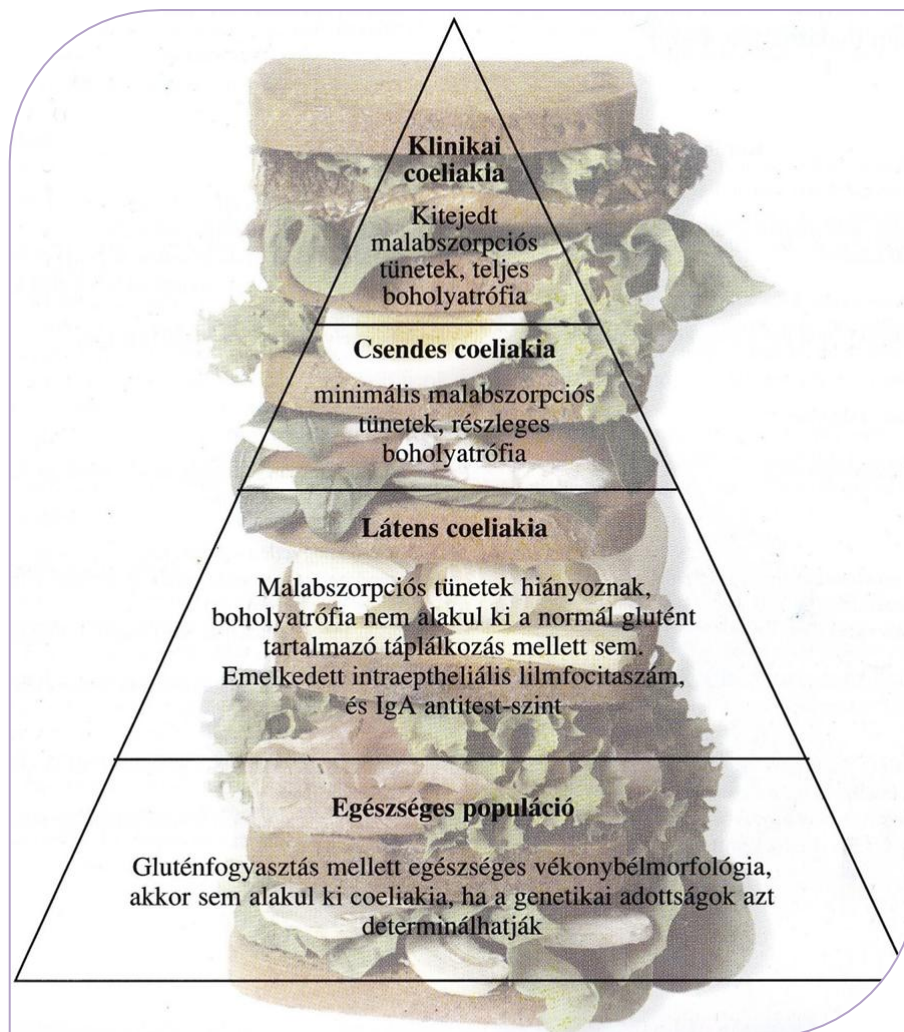 Klinikai
coeliakia
Kitejedt
malabszorpciós
tünetek, teljes
boholyatrófia
Csendes coeliakia
minimális malabszorpciós
tünetek, részleges
boholyatrófia
Látens coeliakia
Malabszorpciós tünetek hiányoznak,
boholyatrófia nem alakul ki a normál glutént
tartalmazó táplálkozás mellett sem.
Emelkedett intraeptheliális lilmfocitaszám,
és IgA antitest-szint
Egészséges populáció
Gluténfogyasztás mellett egészséges vékonybélmorfológia,
akkor sem alakul ki coeliakia, ha a genetikai adottságok azt
determinálhatják